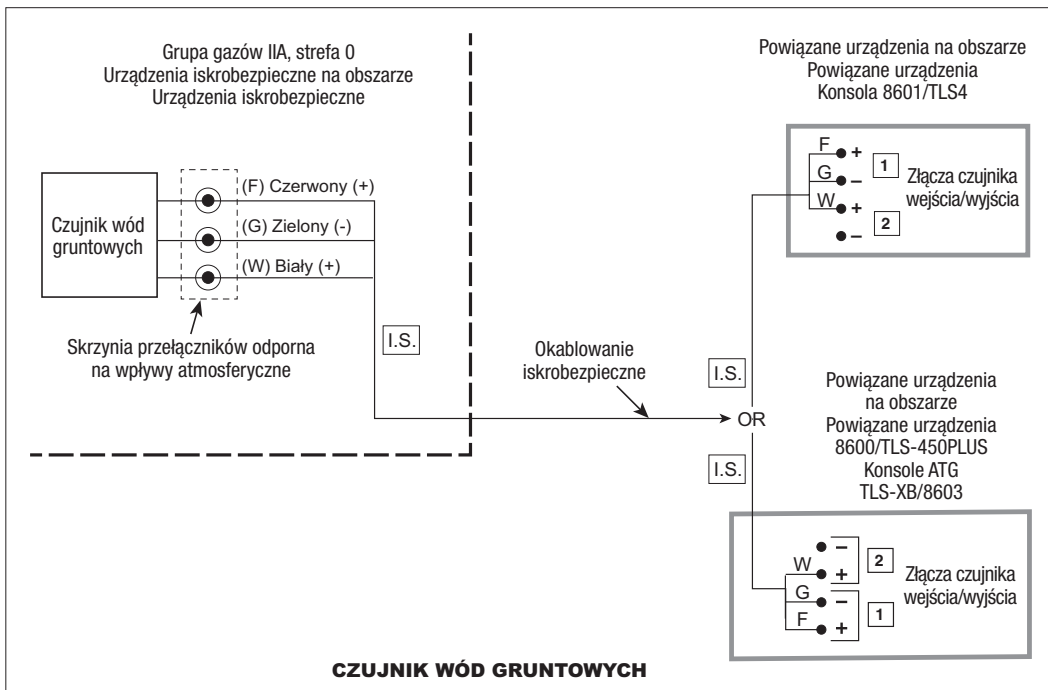 Grupa gazów IIA, strefa 0
Urządzenia iskrobezpieczne na obszarze
Urządzenia iskrobezpieczne
Powiązane urządzenia na obszarze
Powiązane urządzenia
Konsola 8601/TLS4
Czujnik wód
gruntowych
(F) Czerwony (+)
(G) Zielony (-)
(W) Biały (+)
Skrzynia przełączników odporna
na wpływy atmosferyczne
I.S.
Okablowanie
iskrobezpieczne
F +
G –
W +
–
1
2
Złącza czujnika
wejścia/wyjścia
I.S.
OR
I.S.
Powiązane urządzenia
na obszarze
Powiązane urządzenia
8600/TLS-450PLUS
Konsole ATG
TLS-XB/8603
–
W +
G –
F +
2
1
Złącza czujnika
wejścia/wyjścia
CZUJNIK WÓD GRUNTOWYCH